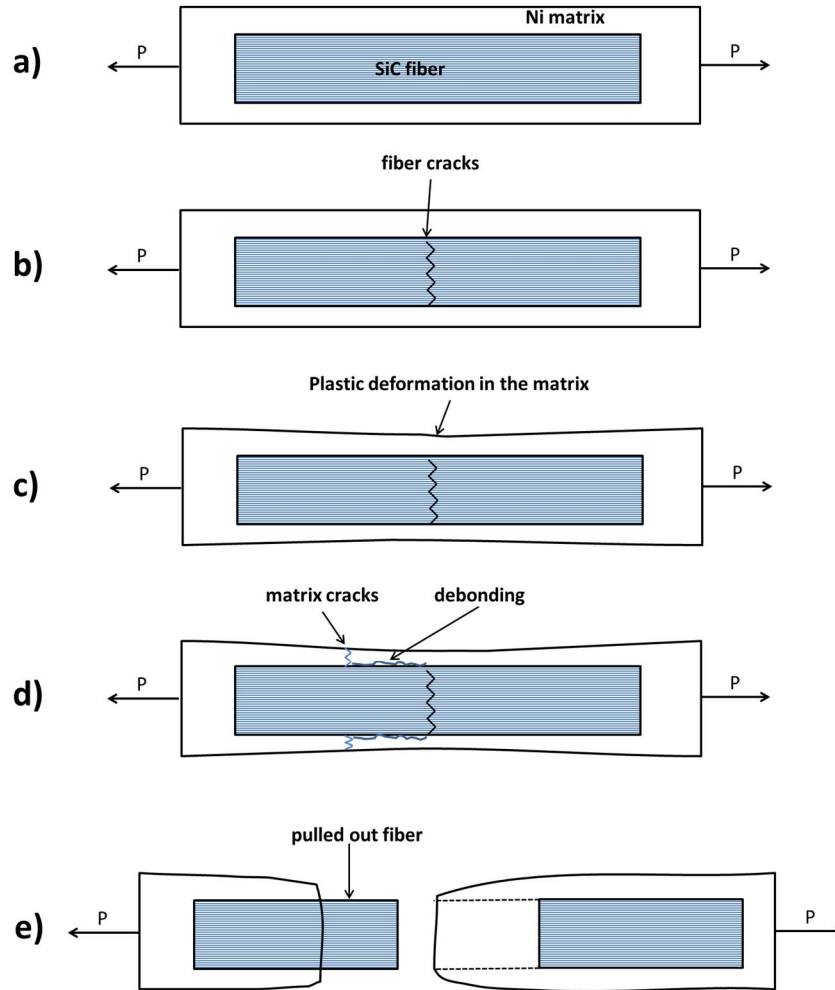 Ni matrix
a)
P
P
SiC fiber
fiber cracks
b)
P
P
Plastic deformation in the matrix
c)
P
P
matrix cracks
debonding
d)
P
P
pulled out fiber
e)
P
P